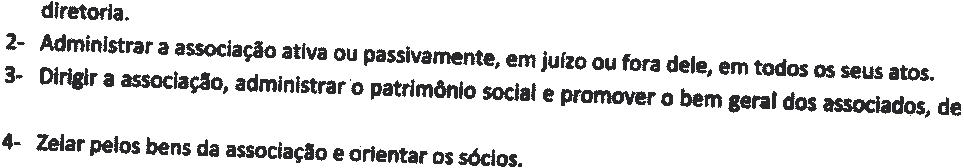 diretoria.
2- Administrar a associação ativa ou passivamente, em juízo ou fora dele, em todos os seus atos.
3- Dirigir a associação, administrar o patrimônio social e promover o bem geral dos associados, de
4- Zelar pelos bens da associação e orientar os sócios.